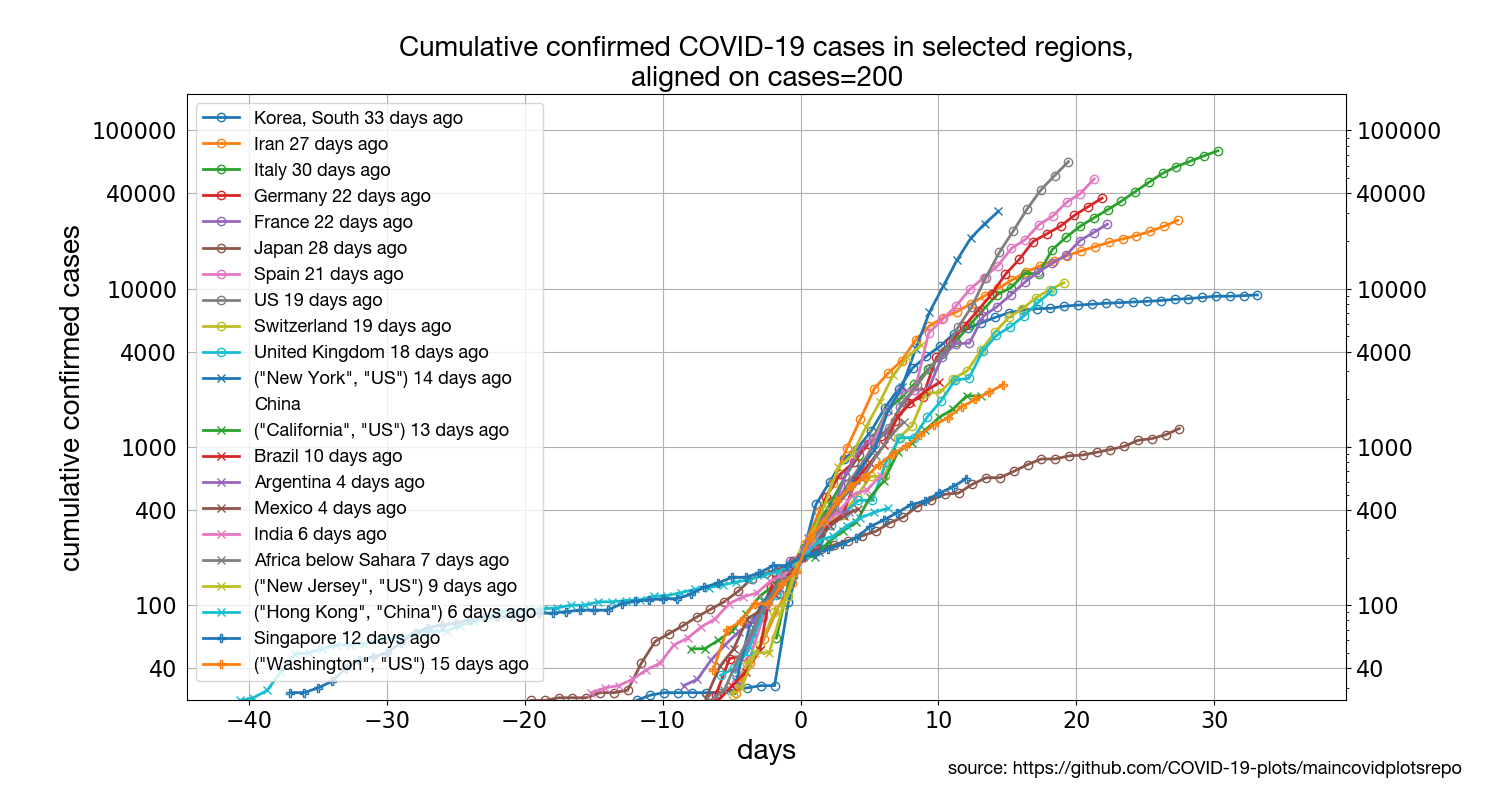 Cumulative confirmed COVID-19 cases in selected regions,
aligned on cases=200
Korea, South 33 days ago
Iran 27 days ago
Italy 30 days ago
Germany 22 days ago
France 22 days ago
Japan 28 days ago
Spain 21 days ago
US 19 days ago
Switzerland 19 days ago
United Kingdom 18 days ago
("New York", "US") 14 days ago
China
("California", "US") 13 days ago
Brazil 10 days ago
Argentina 4 days ago
Mexico 4 days ago
India 6 days ago
Africa below Sahara 7 days ago
("New Jersey", "US") 9 days ago
("Hong Kong", "China") 6 days ago
Singapore 12 days ago
("Washington", "US") 15 days ago
cumulative confirmed cases
100000
40000
10000
4000
1000
400
100
40
100000
40000
10000
4000
1000
400
100
40
−40 −30 −20 −10 0 10 20 30
days
source: https://github.com/COVID-19-plots/maincovidplotsrepo